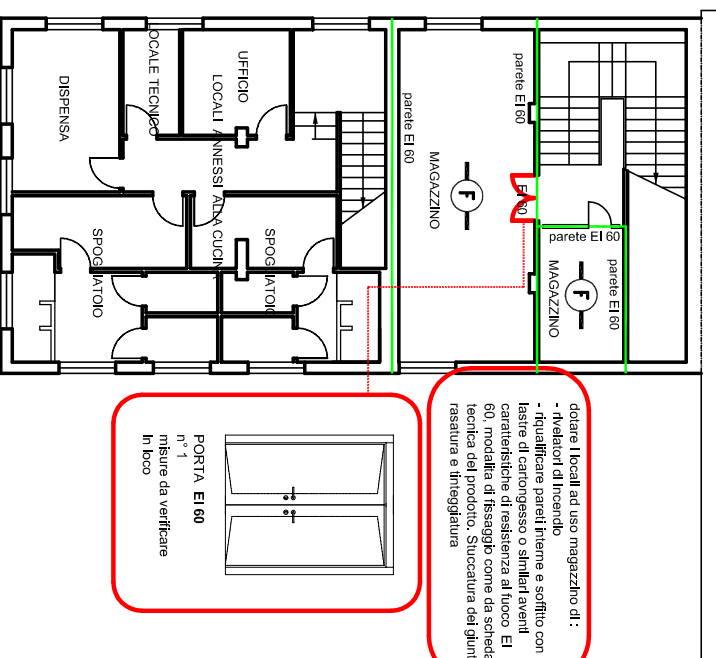 DISPENSA
LOCALE TECNICO
UFFICIO
LOCALI ANNESSI ALLA CUCINA
SPOGLIATOIO
SPOGLIATOIO
parete EI 60
MAGAZZINO
F
parete EI 60
EI 60
parete EI 60
MAGAZZINO
F
parete EI 60
dotare i locali ad uso magazzino di :
- rivelatori di incendio
- riqualificare pareti interne e soffitto con
lastre di cartongesso o similari aventi
caratteristiche di resistenza al fuoco EI
60, modalita di fissaggio come da scheda
tecnica del prodotto. Stuccatura dei giunt
rasatura e tinteggiatura
PORTA EI 60
n° 1
misure da verificare
in loco